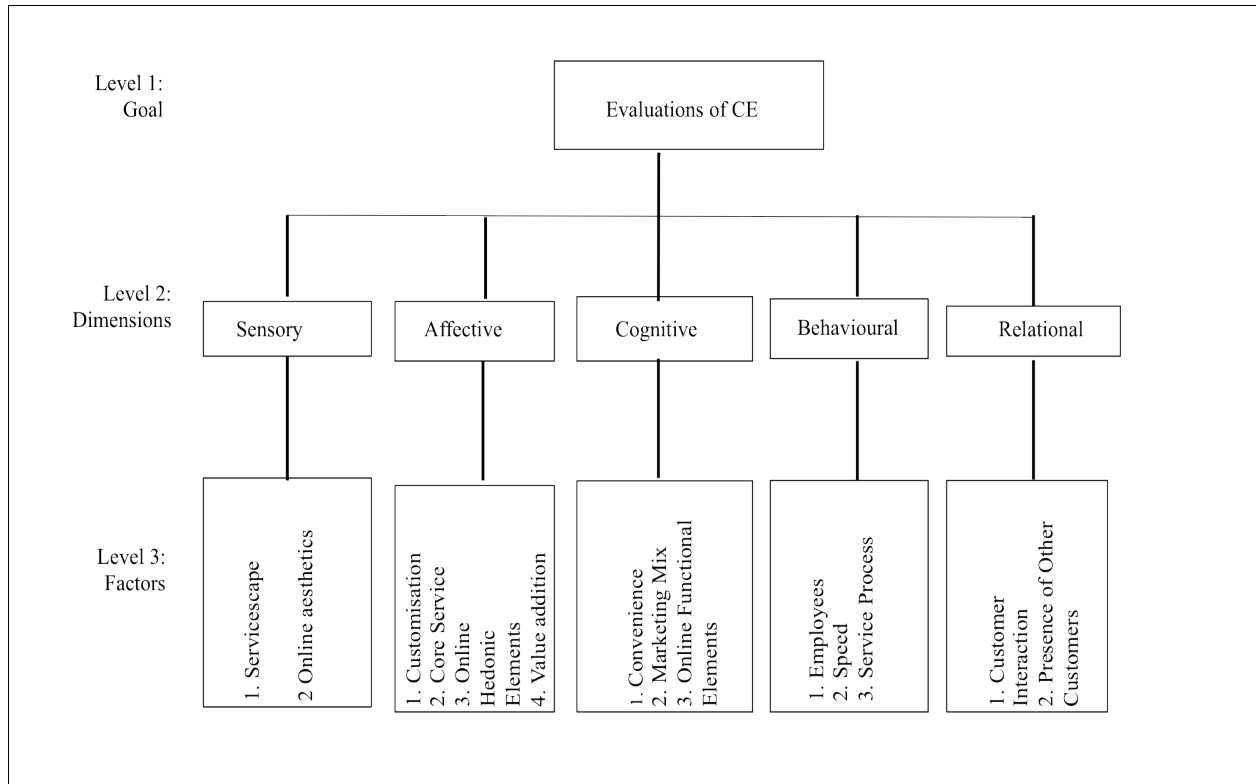 Level 1:
Goal
Evaluations of CE
Level 2:
Dimensions
Sensory
Affective
Cognitive
Behavioural
Relational
Level 3:
Factors
1. Servicescape
2 Online aesthetics
1. Customisation
2. Core Service
3. Online
Hedonic
Elements
4. Value addition
1. Convenience
2. Marketing Mix
3. Online Functional
Elements
1. Employees
2. Speed
3. Service Process
1. Customer
Interaction
2. Presence of Other
Customers